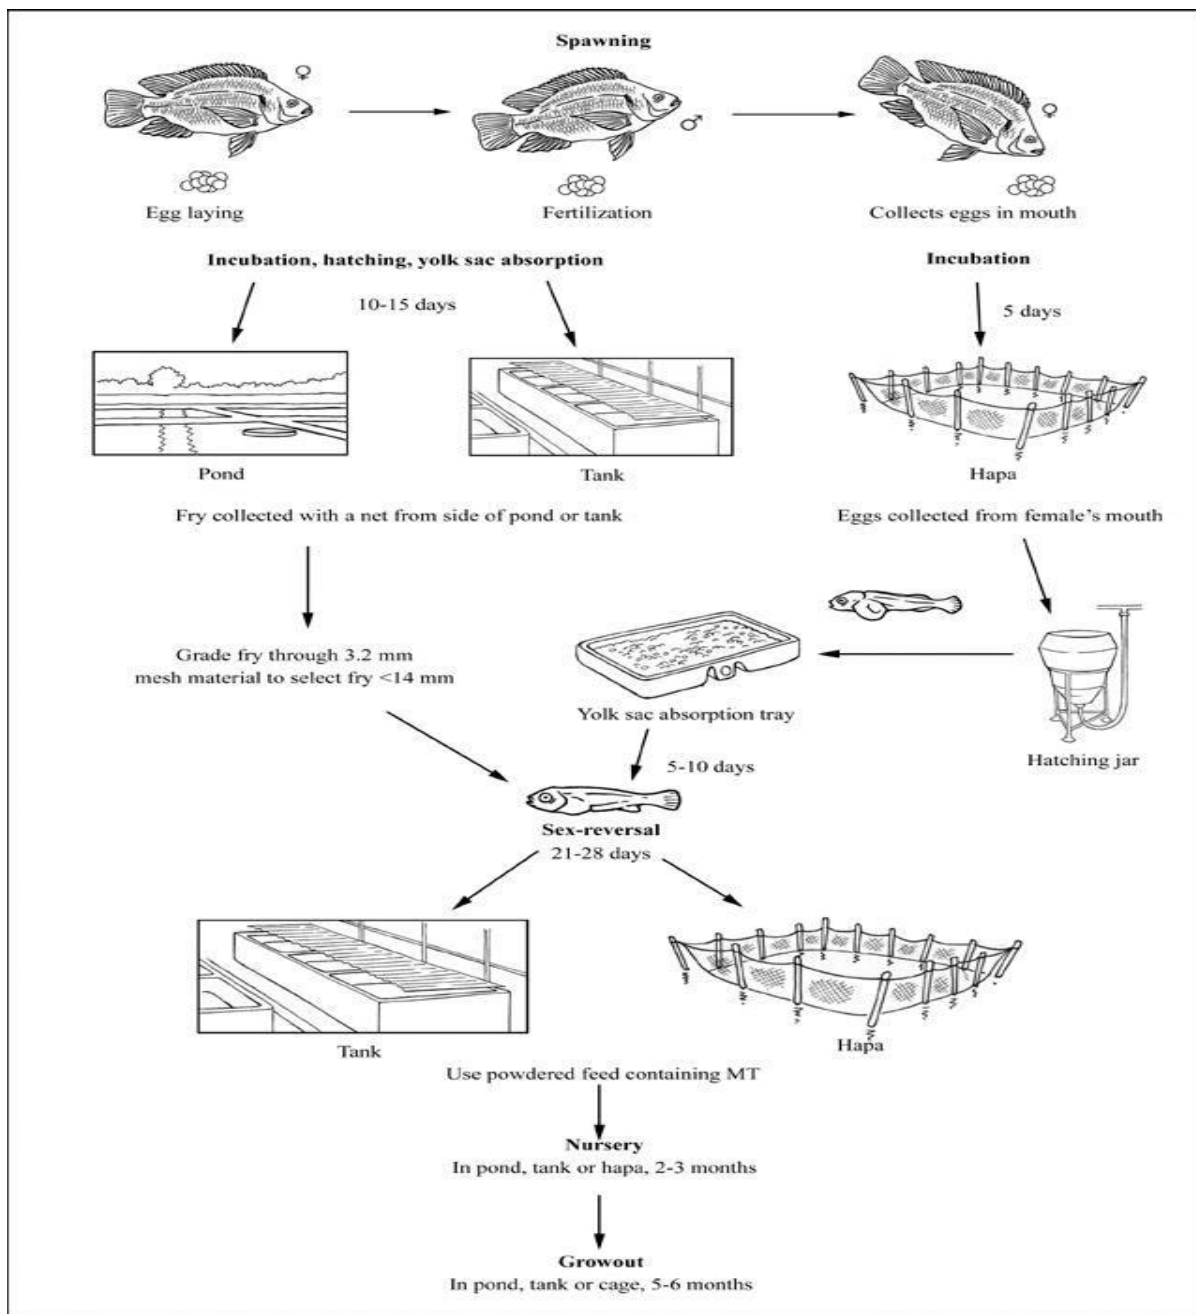 Spawning
♀
♂
♀
Egg laying
Fertilization
Collects eggs in mouth
Incubation, hatching, yolk sac absorption
Incubation
10-15 days
5 days
Pond
Tank
Hapa
Fry collected with a net from side of pond or tank
Eggs collected from female’s mouth
Grade fry through 3.2 mm
mesh material to select fry <14 mm
Yolk sac absorption tray
Hatching jar
5-10 days
Sex-reversal
21-28 days
Tank
Hapa
Use powdered feed containing MT
Nursery
In pond, tank or hapa, 2-3 months
Growout
In pond, tank or cage, 5-6 months